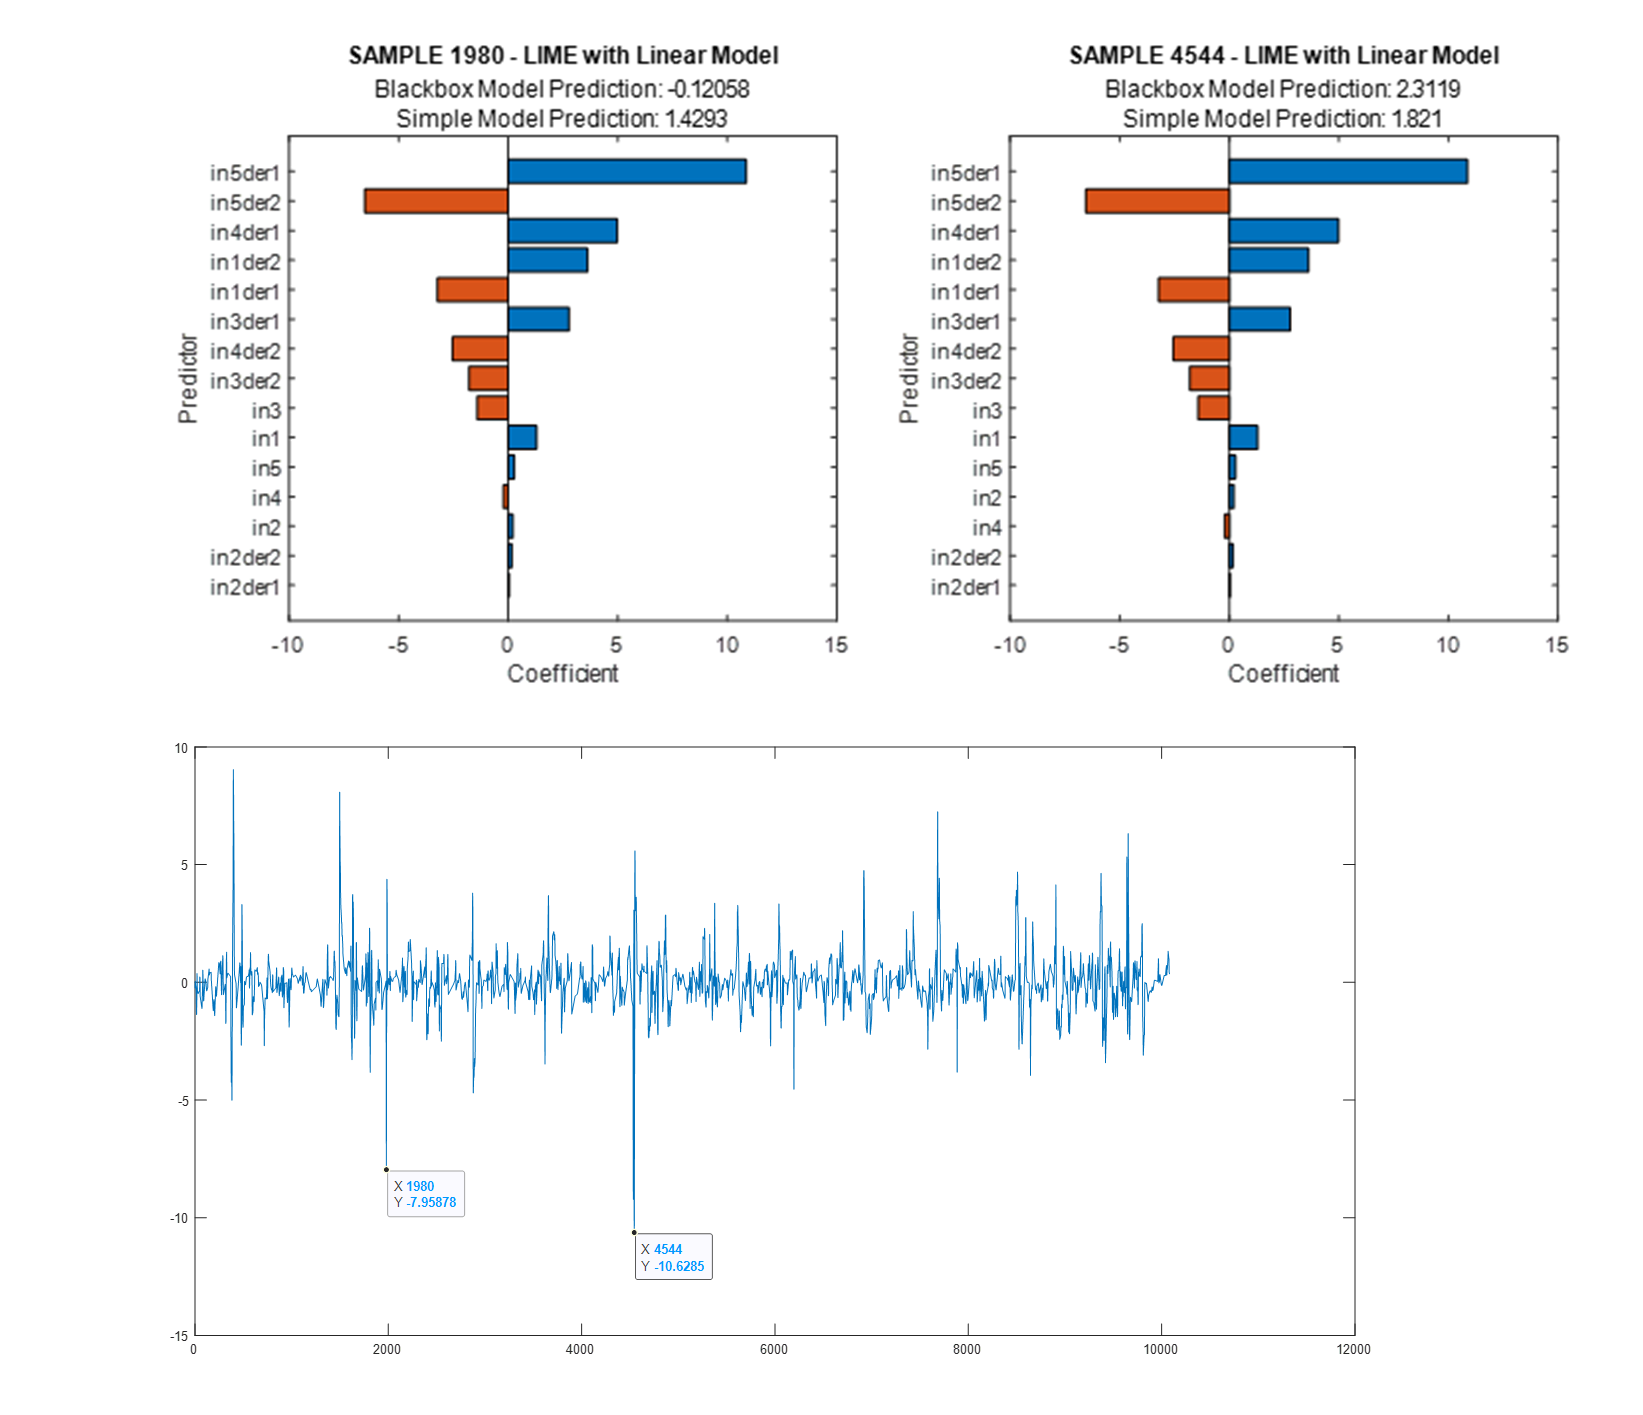 SAMPLE 1980 - LIME with Linear Model
Blackbox Model Prediction: -0.12058
Simple Model Prediction: 1.4293
in5der1
in5der2
in4der1
in1der2
in1der1
in3der1
in4der2
in3der2
in3
in1
in5
in4
in2
in2der2
in2der1
Predictor
-10 -5 0 5 10 15
Coefficient
SAMPLE 4544 - LIME with Linear Model
Blackbox Model Prediction: 2.3119
Simple Model Prediction: 1.821
in5der1
in5der2
in4der1
in1der2
in1der1
in3der1
in4der2
in3der2
in3
in1
in5
in2
in4
in2der2
in2der1
Predictor
-10 -5 0 5 10 15
Coefficient
10
5
0
-5
-10
-15
X 1980
Y -7.95878
X 4544
Y -10.6285
0 2000 4000 6000 8000 10000 12000